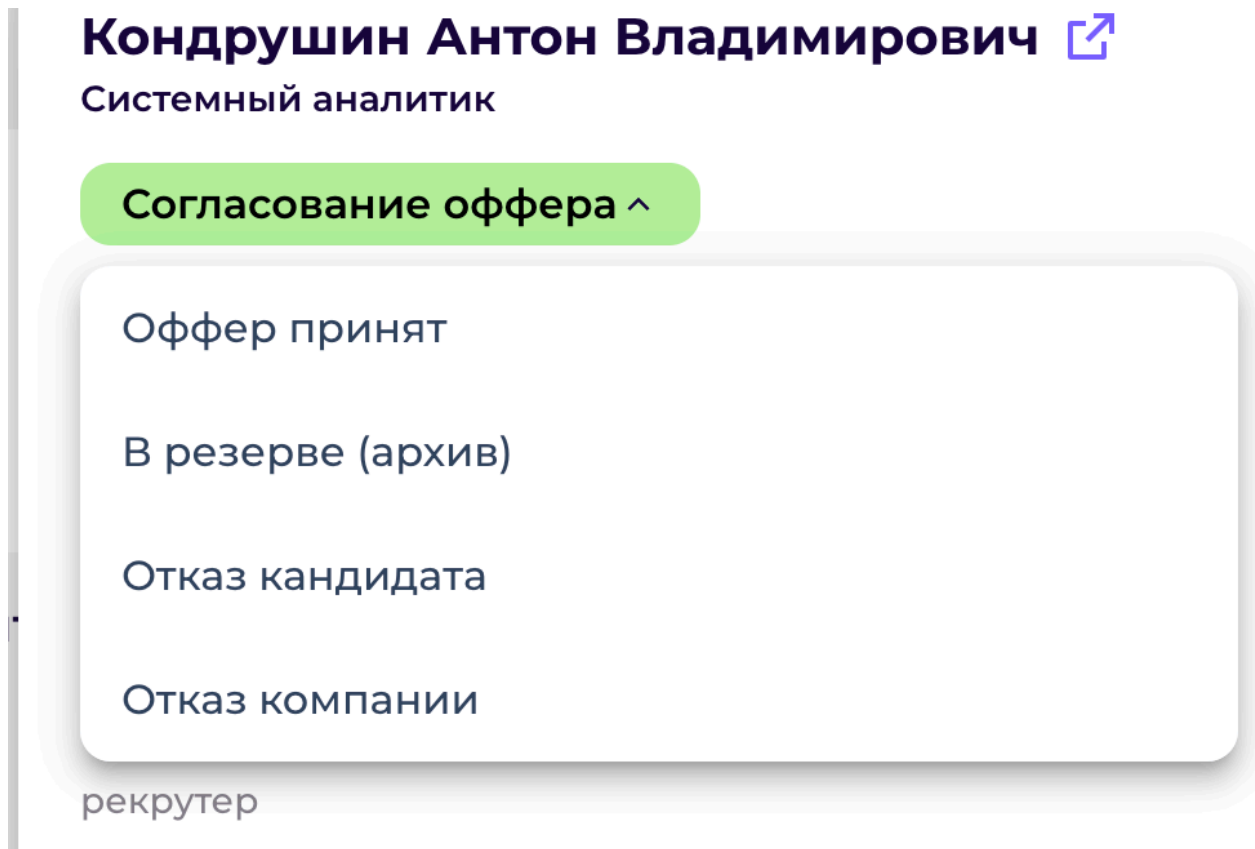 Кондрушин Антон Владимирович
Системный аналитик
Согласование оффера
Оффер принят
В резерве (архив)
Отказ кандидата
Отказ компании
рекрутер